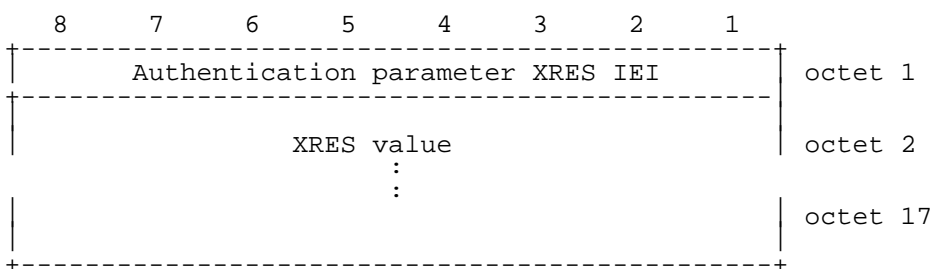 8 7 6 5 4 3 2 1
Authentication parameter XRES IEI octet 1
XRES value octet 2
:
:
octet 17